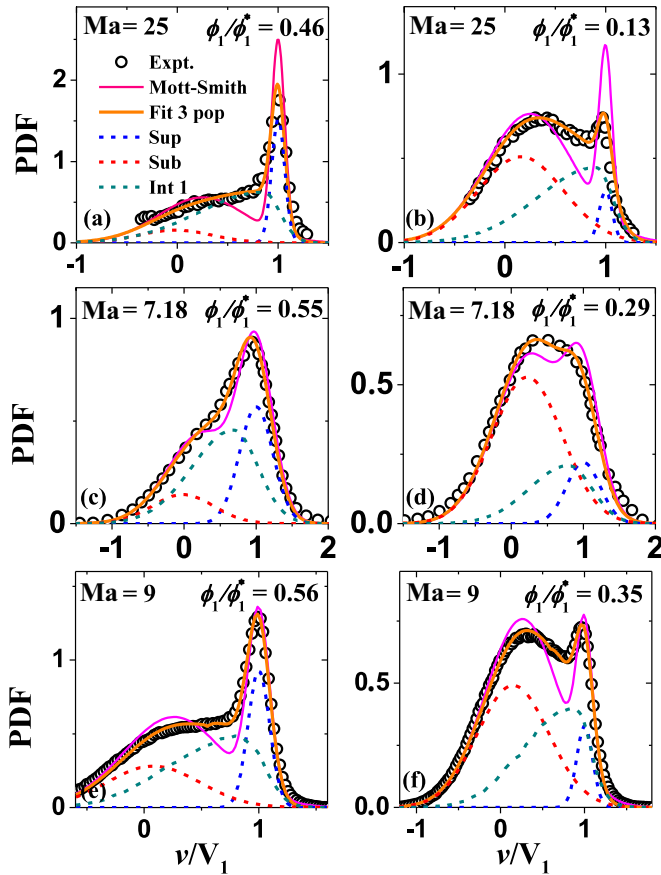 Ma = 25 ϕ₁/ϕ₁* = 0.46
Expt.
Mott-Smith
Fit 3 pop
Sup
Sub
Int 1
PDF
2
1
0
(a)
-1 0 1
Ma = 25 ϕ₁/ϕ₁* = 0.13
1
0
(b)
-1 0 1
Ma = 7.18 ϕ₁/ϕ₁* = 0.55
PDF
1
0
(c)
-1 0 1 2
Ma = 7.18 ϕ₁/ϕ₁* = 0.29
0.5
0.0
(d)
-1 0 1 2
Ma = 9 ϕ₁/ϕ₁* = 0.56
PDF
1
0
(e)
0 1
v/V₁
Ma = 9 ϕ₁/ϕ₁* = 0.35
0.5
0.0
(f)
-1 0 1
v/V₁